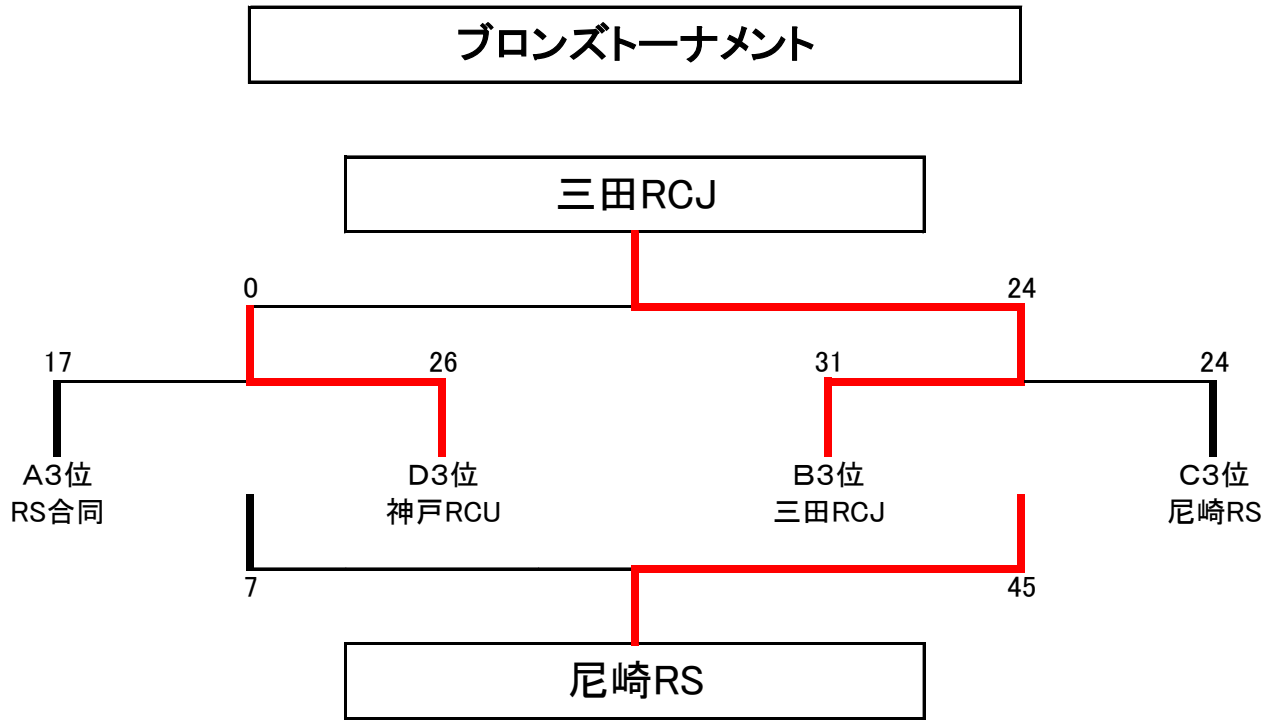 ブロンズトーナメント
三田RCJ
0 24
17 26 31 24
A3位 D3位 B3位 C3位
RS合同 神戸RCU 三田RCJ 尼崎RS
7 45
尼崎RS